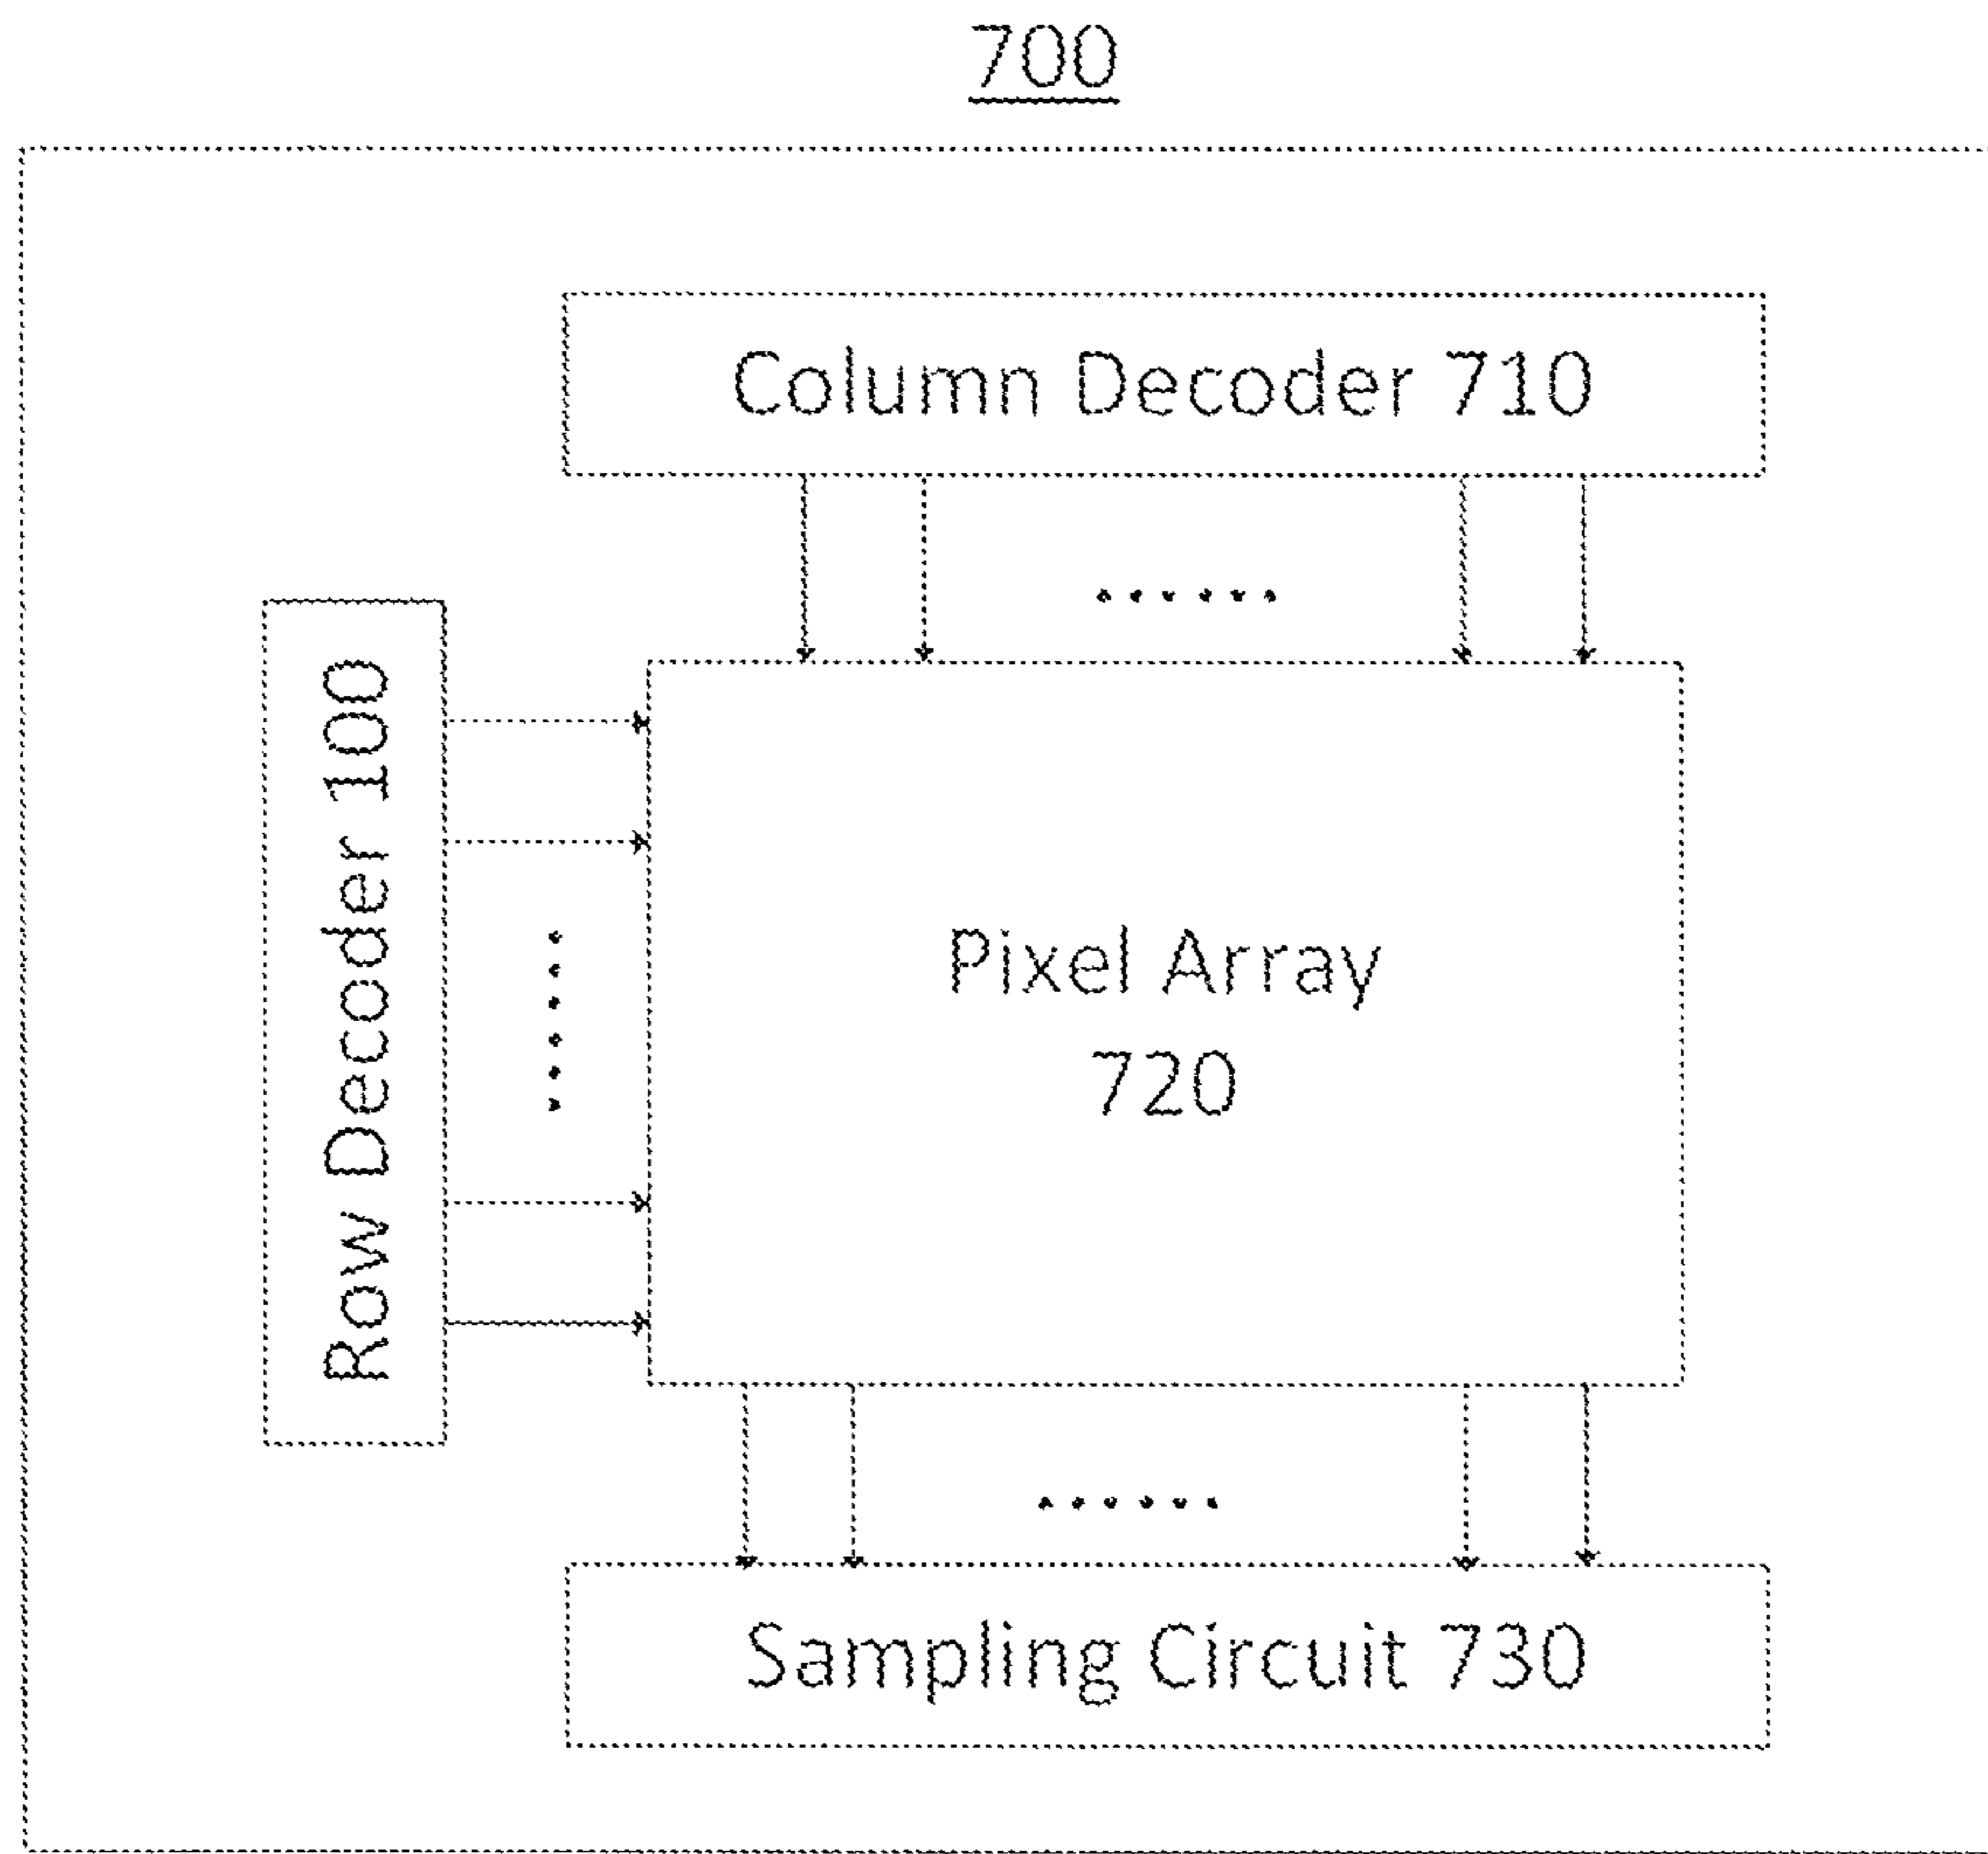 700
Column Decoder 710
Row Decoder 100
Pixel Array
720
Sampling Circuit 730